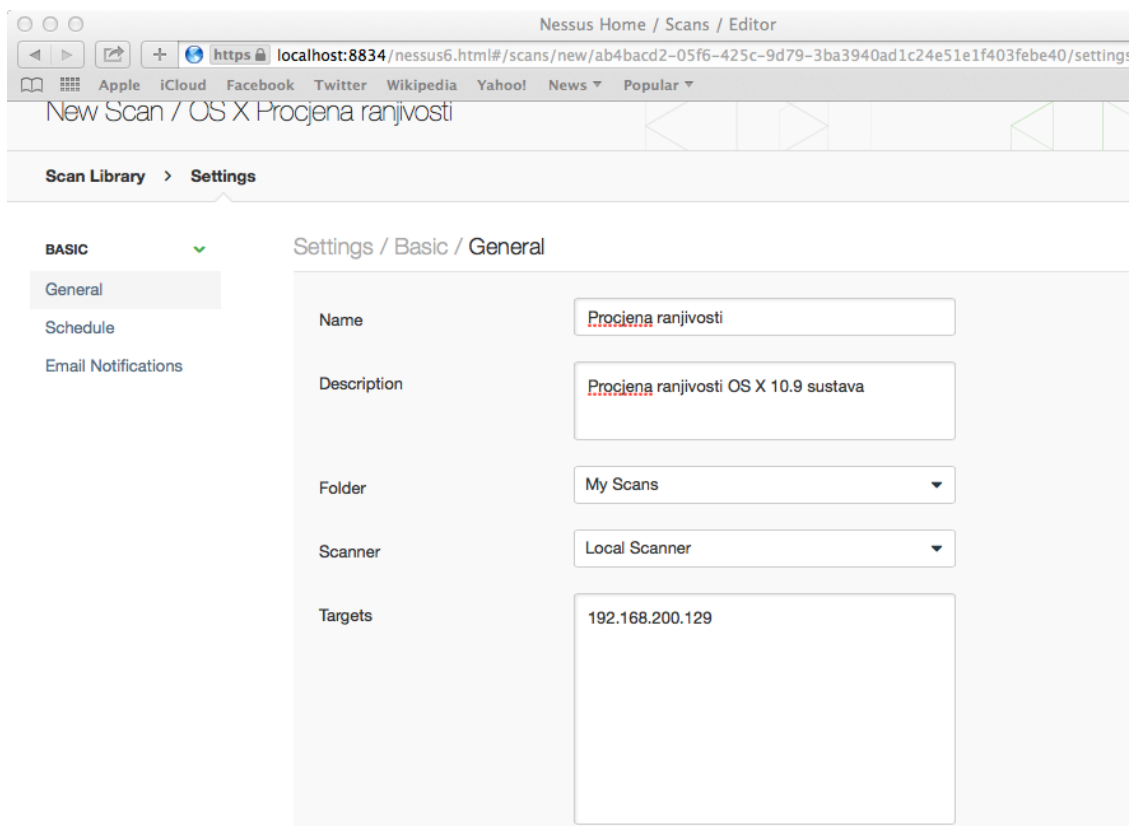 Nessus Home / Scans / Editor
https localhost:8834/nessus6.html#/scans/new/ab4bacd2-05f6-425c-9d79-3ba3940ad1c24e51e1f403febe40/settings
Apple iCloud Facebook Twitter Wikipedia Yahoo! News Popular
New Scan / OS X Procjena ranjivosti
Scan Library > Settings
BASIC
General
Schedule
Email Notifications
Settings / Basic / General
Name
Procjena ranjivosti
Description
Procjena ranjivosti OS X 10.9 sustava
Folder
My Scans
Scanner
Local Scanner
Targets
192.168.200.129